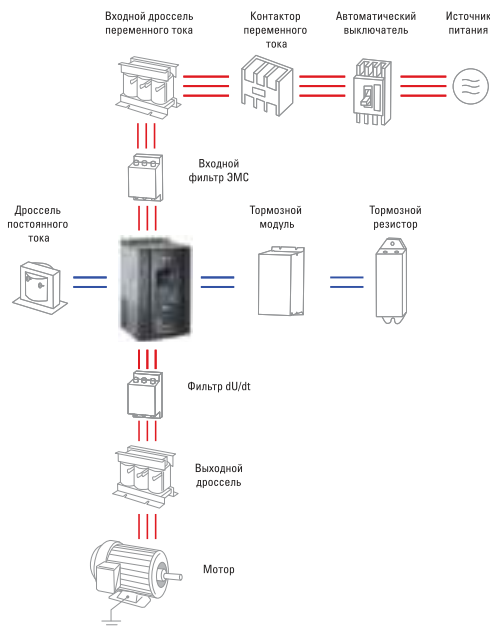 Входной дроссель
переменного тока
Контактор
переменного
тока
Автоматический
выключатель
Источник
питания
Входной
фильтр ЭМС
Дроссель
постоянного
тока
Тормозной
модуль
Тормозной
резистор
Фильтр dU/dt
Выходной
дроссель
Мотор